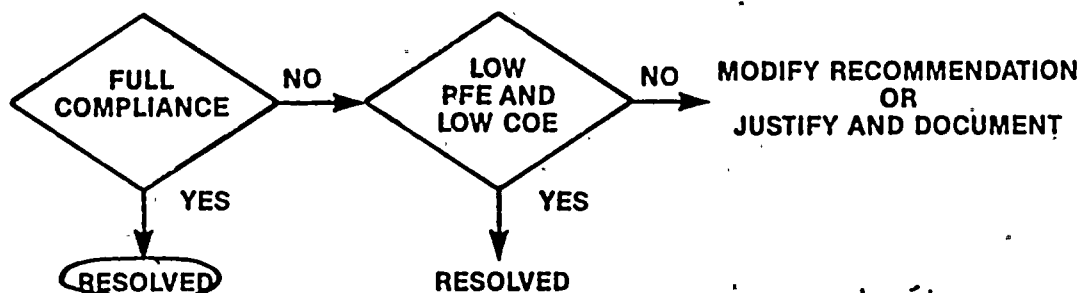 FULL
COMPLIANCE
NO
LOW
PFE AND
LOW COE
NO
MODIFY RECOMMENDATION
OR
JUSTIFY AND DOCUMENT
YES
YES
RESOLVED
RESOLVED